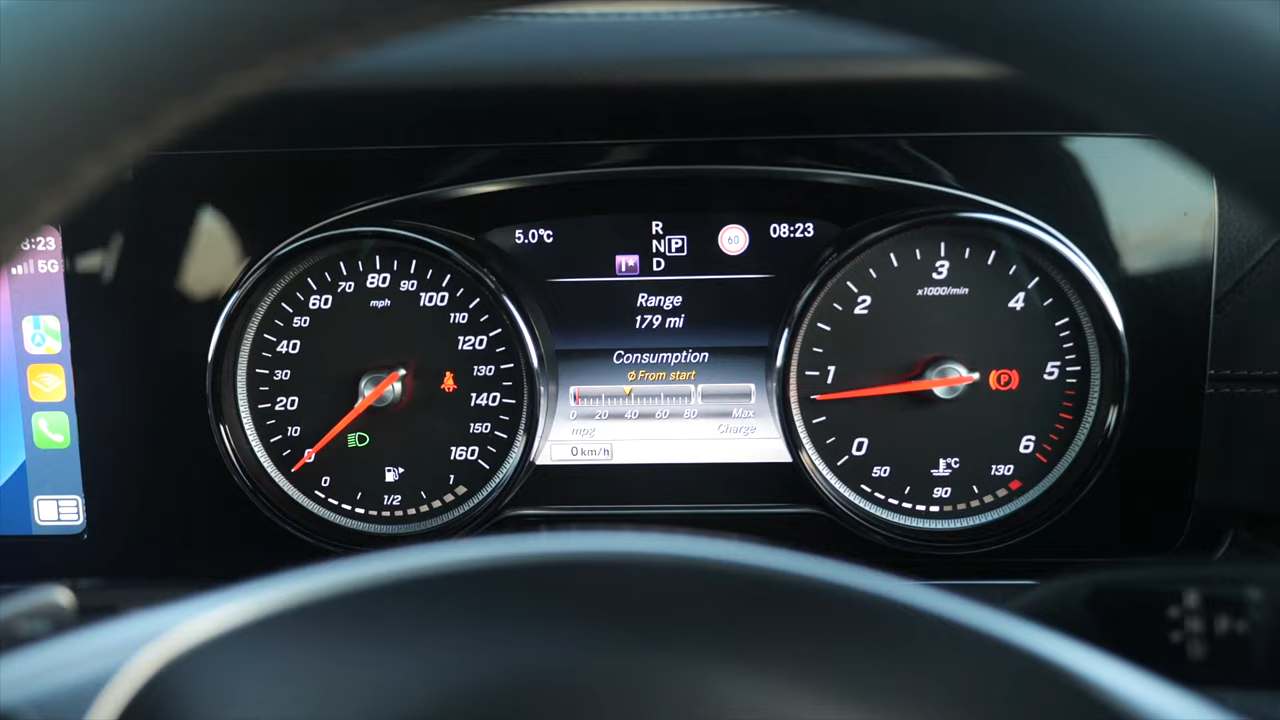 8:23
5G
5.0°C
R
N P
D
60
08:23
Range
179 mi
Consumption
ø From start
0 20 40 60 80 Max
mpg Charge
0 km/h
0
10
20
30
40
50
60
70
80
90
100
110
120
130
140
150
160
mph
0 1/2 1
0
1
2
3
4
5
6
x1000/min
P
°C
50 90 130